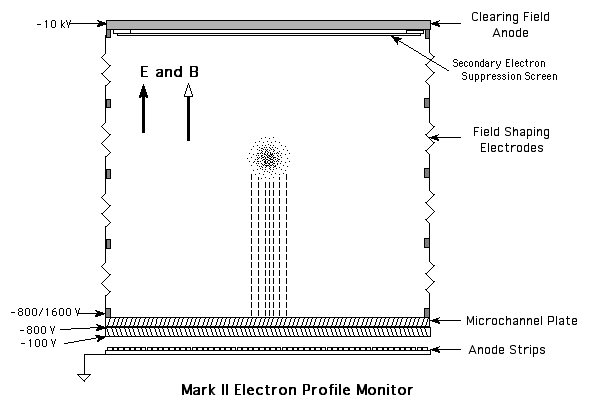 -10 kV
Clearing Field
Anode
Secondary Electron
Suppression Screen
E and B
Field Shaping
Electrodes
-800/1600 V
Microchannel Plate
-800 V
-100 V
Anode Strips
Mark II Electron Profile Monitor